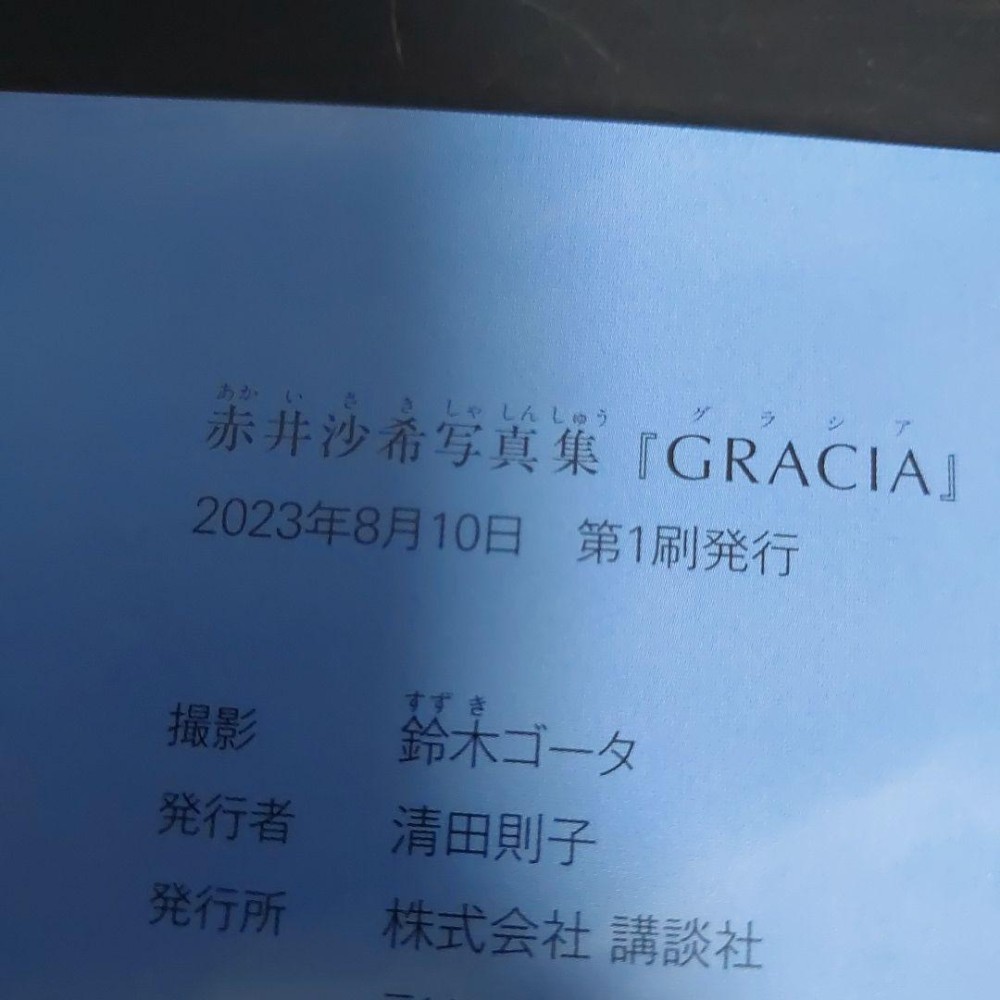 あかいさきしゃしんしゅう グラシア
赤井沙希写真集『GRACIA』
2023年8月10日 第1刷発行
すずき
撮影 鈴木ゴータ
発行者 清田則子
発行所 株式会社 講談社